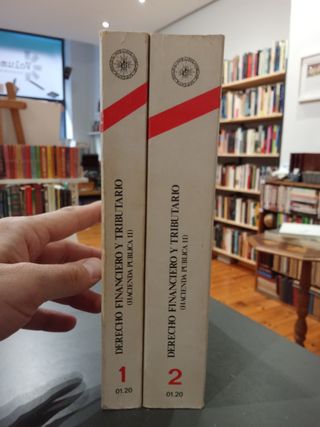 DERECHO FINANCIERO Y TRIBUTARIO
(HACIENDA PUBLICA II)
1
01.20
DERECHO FINANCIERO Y TRIBUTARIO
(HACIENDA PUBLICA II)
2
01.20